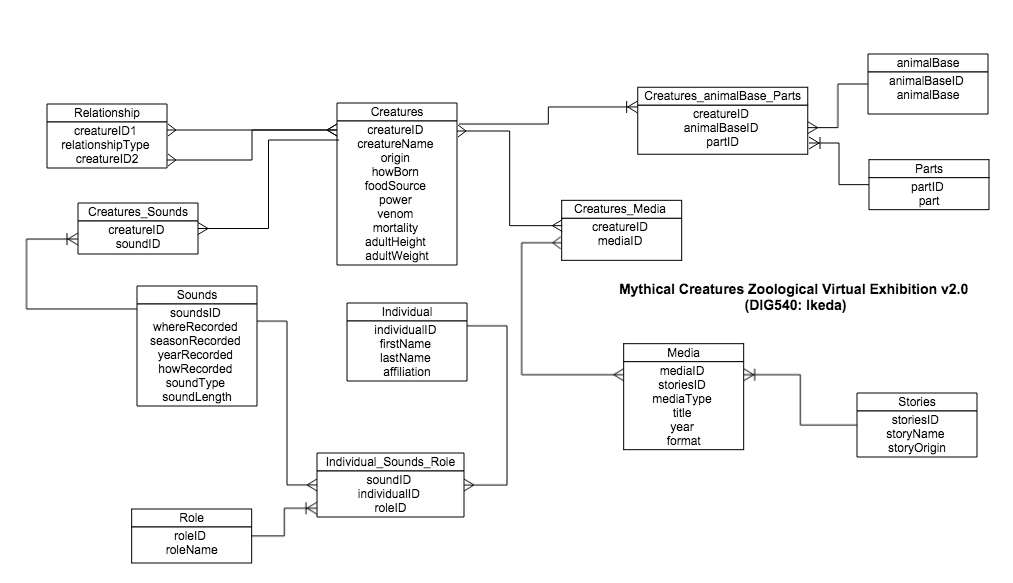 animalBase
animalBaseID
animalBase
Relationship
creatureID1
relationshipType
creatureID2
Creatures
creatureID
creatureName
origin
howBorn
foodSource
power
venom
mortality
adultHeight
adultWeight
Creatures_animalBase_Parts
creatureID
animalBaseID
partID
Parts
partID
part
Creatures_Sounds
creatureID
soundID
Creatures_Media
creatureID
mediaID
Mythical Creatures Zoological Virtual Exhibition v2.0
(DIG540: Ikeda)
Sounds
soundsID
whereRecorded
seasonRecorded
yearRecorded
howRecorded
soundType
soundLength
Individual
individualID
firstName
lastName
affiliation
Media
mediaID
storiesID
mediaType
title
year
format
Stories
storiesID
storyName
storyOrigin
Individual_Sounds_Role
soundID
individualID
roleID
Role
roleID
roleName